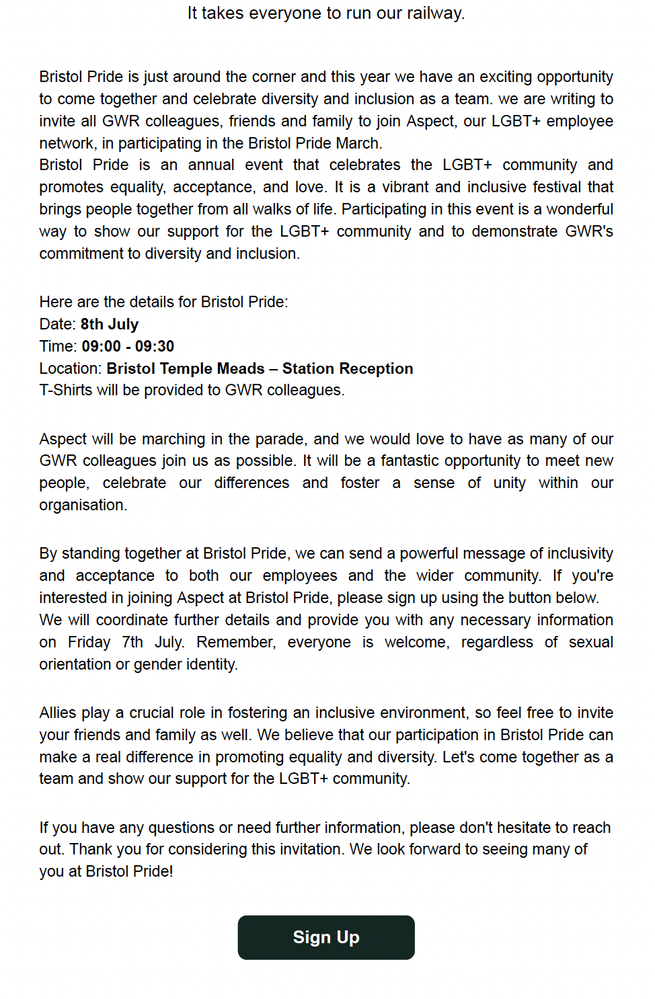 It takes everyone to run our railway.
Bristol Pride is just around the corner and this year we have an exciting opportunity
to come together and celebrate diversity and inclusion as a team. we are writing to
invite all GWR colleagues, friends and family to join Aspect, our LGBT+ employee
network, in participating in the Bristol Pride March.
Bristol Pride is an annual event that celebrates the LGBT+ community and
promotes equality, acceptance, and love. It is a vibrant and inclusive festival that
brings people together from all walks of life. Participating in this event is a wonderful
way to show our support for the LGBT+ community and to demonstrate GWR's
commitment to diversity and inclusion.
Here are the details for Bristol Pride:
Date: 8th July
Time: 09:00 - 09:30
Location: Bristol Temple Meads – Station Reception
T-Shirts will be provided to GWR colleagues.
Aspect will be marching in the parade, and we would love to have as many of our
GWR colleagues join us as possible. It will be a fantastic opportunity to meet new
people, celebrate our differences and foster a sense of unity within our
organisation.
By standing together at Bristol Pride, we can send a powerful message of inclusivity
and acceptance to both our employees and the wider community. If you're
interested in joining Aspect at Bristol Pride, please sign up using the button below.
We will coordinate further details and provide you with any necessary information
on Friday 7th July. Remember, everyone is welcome, regardless of sexual
orientation or gender identity.
Allies play a crucial role in fostering an inclusive environment, so feel free to invite
your friends and family as well. We believe that our participation in Bristol Pride can
make a real difference in promoting equality and diversity. Let's come together as a
team and show our support for the LGBT+ community.
If you have any questions or need further information, please don't hesitate to reach
out. Thank you for considering this invitation. We look forward to seeing many of
you at Bristol Pride!
Sign Up